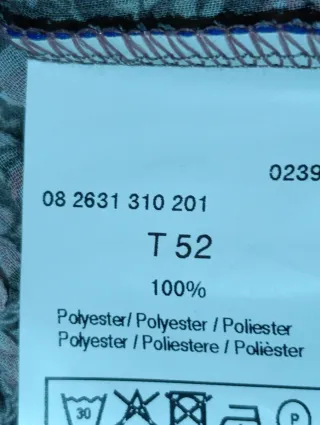 0239
08 2631 310 201
T 52
100%
Polyester/ Polyester / Poliester
Polyester / Poliestere / Polièster
30
P